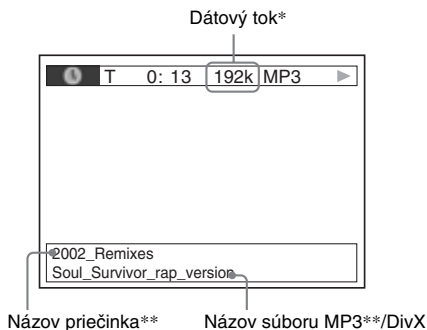 Dátový tok*
T 0: 13 192k MP3
2002_Remixes
Soul_Survivor_rap_version
Názov priečinka** Názov súboru MP3**/DivX